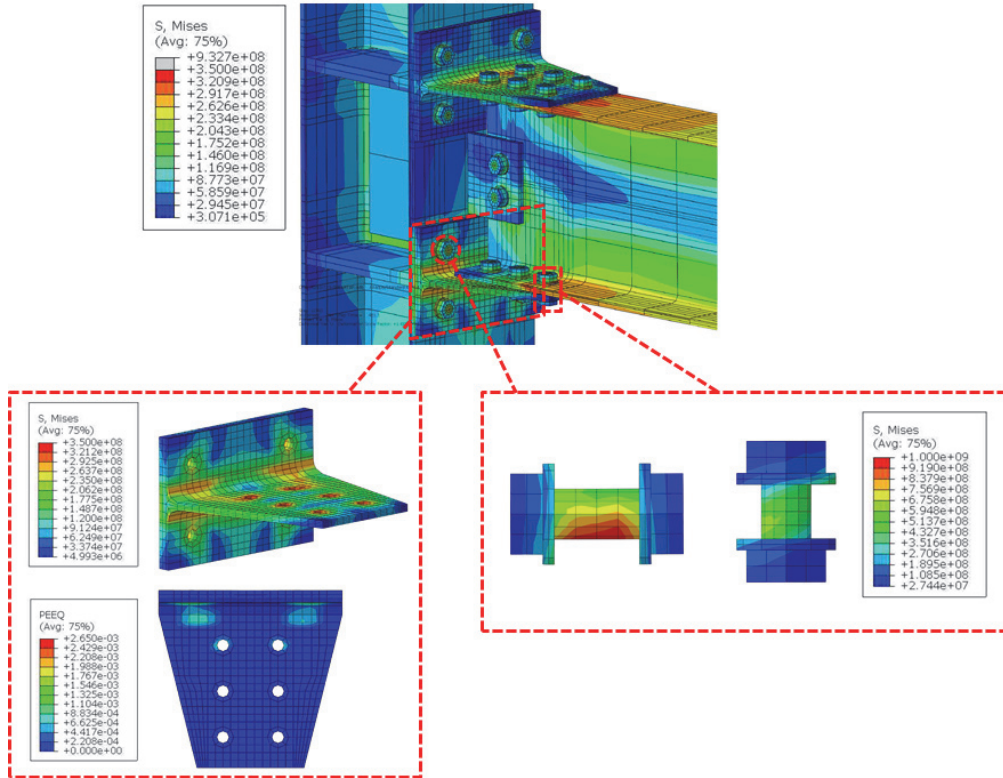 S, Mises
(Avg: 75%)
+9.327e+08
+3.500e+08
+3.209e+08
+2.917e+08
+2.626e+08
+2.334e+08
+2.043e+08
+1.752e+08
+1.460e+08
+1.169e+08
+8.773e+07
+5.859e+07
+2.945e+07
+3.071e+05
S, Mises
(Avg: 75%)
+3.500e+08
+3.212e+08
+2.925e+08
+2.637e+08
+2.350e+08
+2.062e+08
+1.775e+08
+1.487e+08
+1.200e+08
+9.124e+07
+6.249e+07
+3.374e+07
+4.993e+06
PEEQ
(Avg: 75%)
+2.650e-03
+2.429e-03
+2.208e-03
+1.988e-03
+1.767e-03
+1.546e-03
+1.325e-03
+1.104e-03
+8.834e-04
+6.625e-04
+4.417e-04
+2.208e-04
+0.000e+00
S, Mises
(Avg: 75%)
+1.000e+09
+9.190e+08
+8.379e+08
+7.569e+08
+6.758e+08
+5.948e+08
+5.137e+08
+4.327e+08
+3.516e+08
+2.706e+08
+1.895e+08
+1.085e+08
+2.744e+07